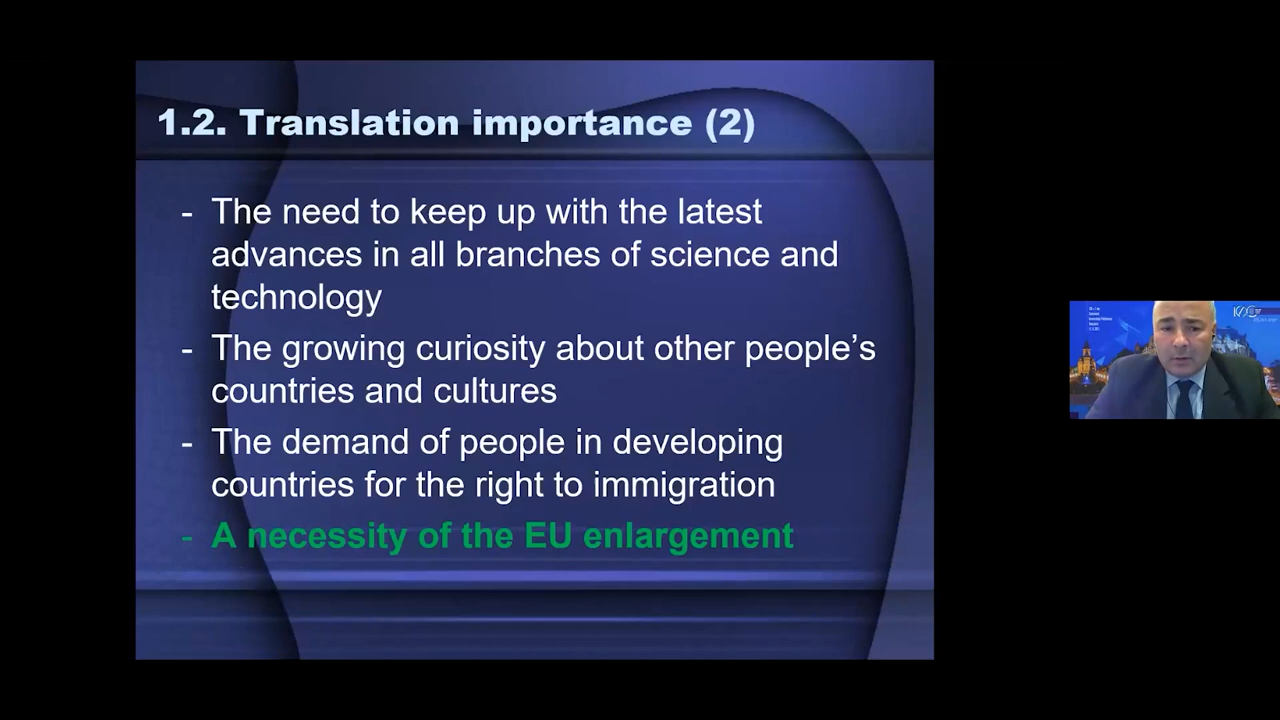 1.2. Translation importance (2)
- The need to keep up with the latest
advances in all branches of science and
technology
- The growing curiosity about other people’s
countries and cultures
- The demand of people in developing
countries for the right to immigration
- A necessity of the EU enlargement